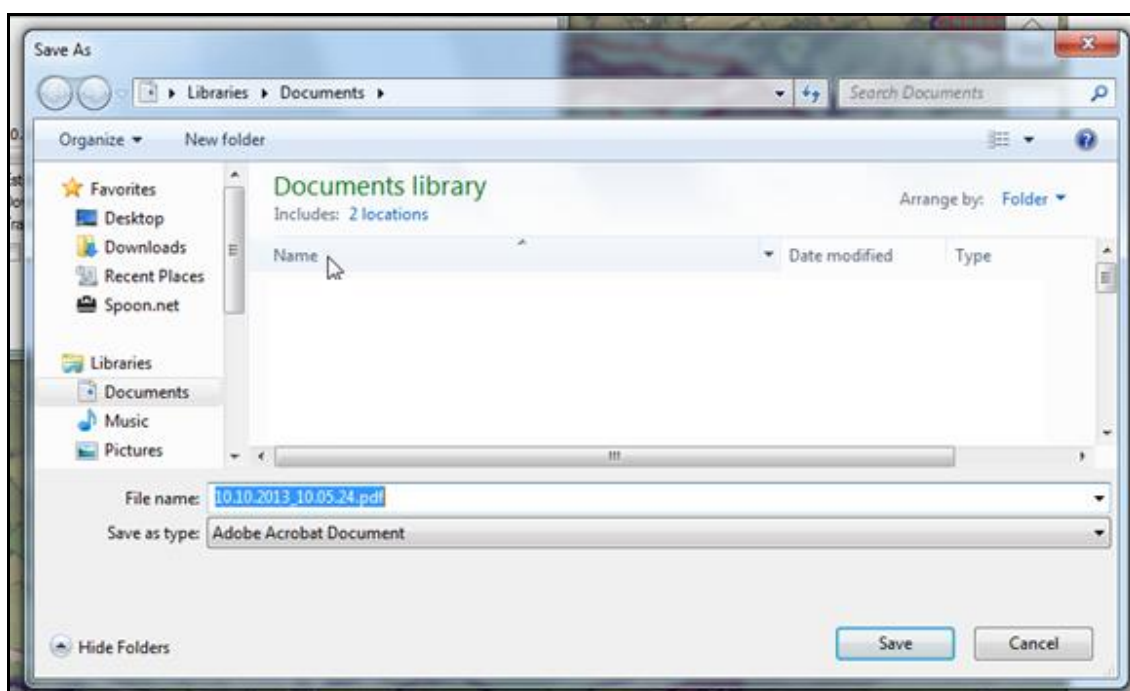 Save As
Libraries Documents
Search Documents
Organize New folder
Favorites
Desktop
Downloads
Recent Places
Spoon.net
Libraries
Documents
Music
Pictures
Documents library
Includes: 2 locations
Arrange by: Folder
Name Date modified Type
File name: 10.10.2013_10.05.24.pdf
Save as type: Adobe Acrobat Document
Hide Folders
Save Cancel